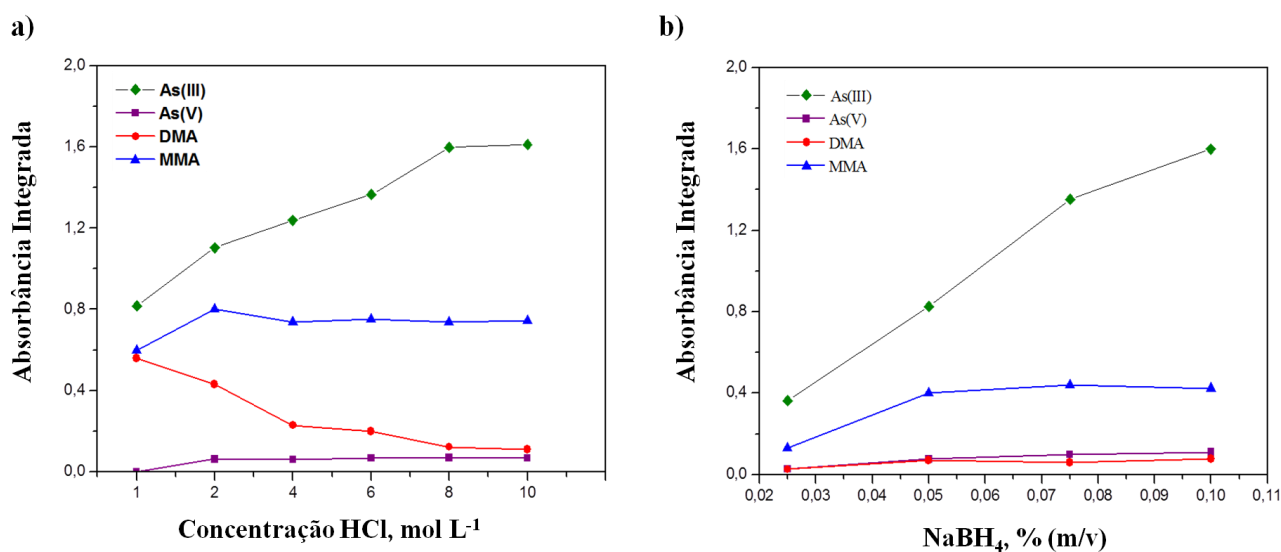 a)
Absorbância Integrada
2,0
1,6
1,2
0,8
0,4
0,0
As(III)
As(V)
DMA
MMA
1 2 4 6 8 10
Concentração HCl, mol L⁻¹
b)
Absorbância Integrada
2,0
1,6
1,2
0,8
0,4
0,0
As(III)
As(V)
DMA
MMA
0,02 0,03 0,04 0,05 0,06 0,07 0,08 0,09 0,10 0,11
NaBH₄, % (m/v)